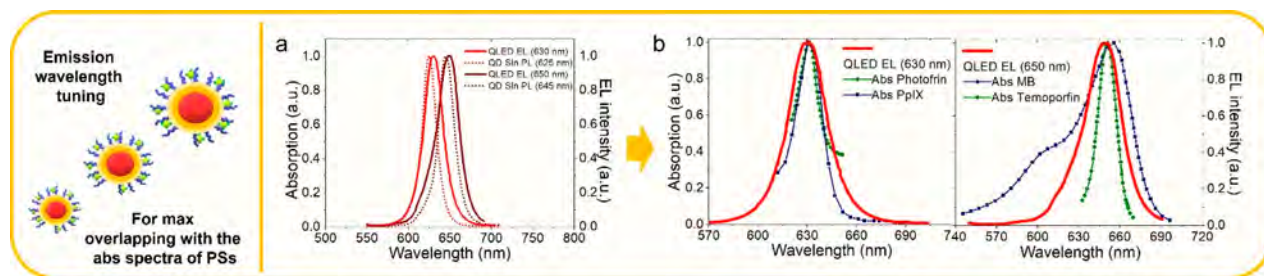 Emission
wavelength
tuning
For max
overlapping with the
abs spectra of PSs
a
QLED EL (630 nm)
QD Sln PL (625 nm)
QLED EL (650 nm)
QD Sln PL (645 nm)
1.0
0.8
0.6
0.4
0.2
0.0
Absorption (a.u.)
1.0
0.8
0.6
0.4
0.2
0.0
EL intensity (a.u.)
500 550 600 650 700 750 800
Wavelength (nm)
b
QLED EL (630 nm)
Abs Photofrin
Abs PpIX
1.0
0.8
0.6
0.4
0.2
0.0
Absorption (a.u.)
570 600 630 660 690 7
Wavelength (nm)
QLED EL (650 nm)
Abs MB
Abs Temoporfin
1.0
0.8
0.6
0.4
0.2
0.0
EL intensity (a.u.)
40 570 600 630 660 690 720
Wavelength (nm)